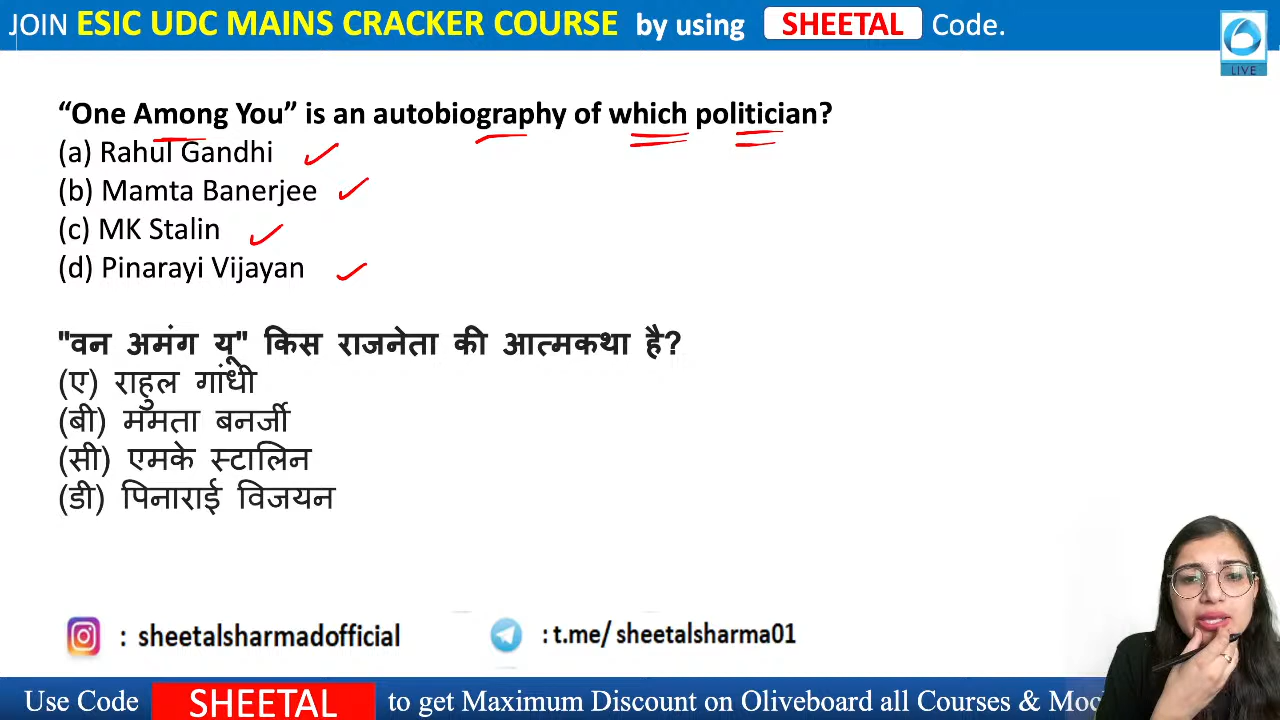 JOIN ESIC UDC MAINS CRACKER COURSE by using SHEETAL Code.
LIVE
“One Among You” is an autobiography of which politician?
(a) Rahul Gandhi
(b) Mamta Banerjee
(c) MK Stalin
(d) Pinarayi Vijayan
"वन अमंग यू" किस राजनेता की आत्मकथा है?
(ए) राहुल गांधी
(बी) ममता बनर्जी
(सी) एमके स्टालिन
(डी) पिनाराई विजयन
: sheetalsharmadofficial
: t.me/ sheetalsharma01
Use Code SHEETAL to get Maximum Discount on Oliveboard all Courses &